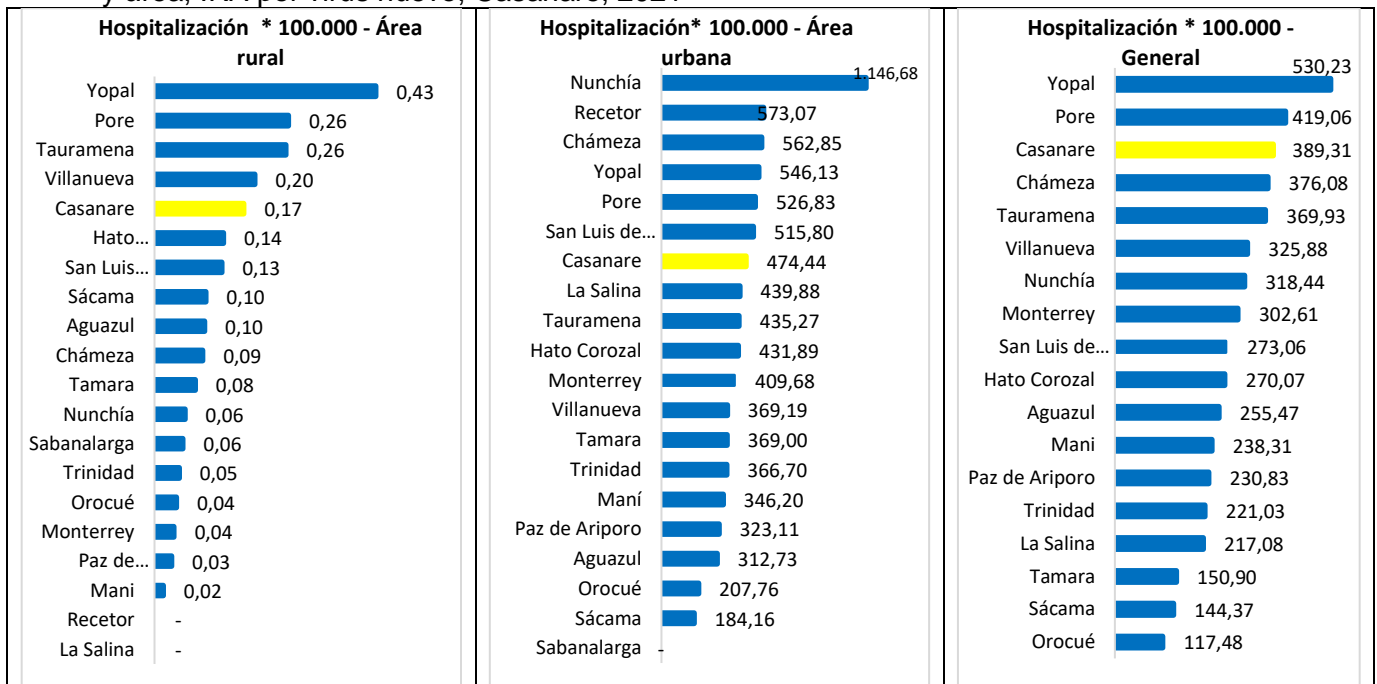 y área, IRA por virus nuevo, Casanare, 2021
Hospitalización * 100.000 - Área
rural
Yopal 0,43
Pore 0,26
Tauramena 0,26
Villanueva 0,20
Casanare 0,17
Hato... 0,14
San Luis... 0,13
Sácama 0,10
Aguazul 0,10
Chámeza 0,09
Tamara 0,08
Nunchía 0,06
Sabanalarga 0,06
Trinidad 0,05
Orocué 0,04
Monterrey 0,04
Paz de... 0,03
Mani 0,02
Recetor -
La Salina -
Hospitalización* 100.000 - Área
urbana
Nunchía 1.146,68
Recetor 573,07
Chámeza 562,85
Yopal 546,13
Pore 526,83
San Luis de... 515,80
Casanare 474,44
La Salina 439,88
Tauramena 435,27
Hato Corozal 431,89
Monterrey 409,68
Villanueva 369,19
Tamara 369,00
Trinidad 366,70
Maní 346,20
Paz de Ariporo 323,11
Aguazul 312,73
Orocué 207,76
Sácama 184,16
Sabanalarga -
Hospitalización * 100.000 -
General
Yopal 530,23
Pore 419,06
Casanare 389,31
Chámeza 376,08
Tauramena 369,93
Villanueva 325,88
Nunchía 318,44
Monterrey 302,61
San Luis de... 273,06
Hato Corozal 270,07
Aguazul 255,47
Mani 238,31
Paz de Ariporo 230,83
Trinidad 221,03
La Salina 217,08
Tamara 150,90
Sácama 144,37
Orocué 117,48